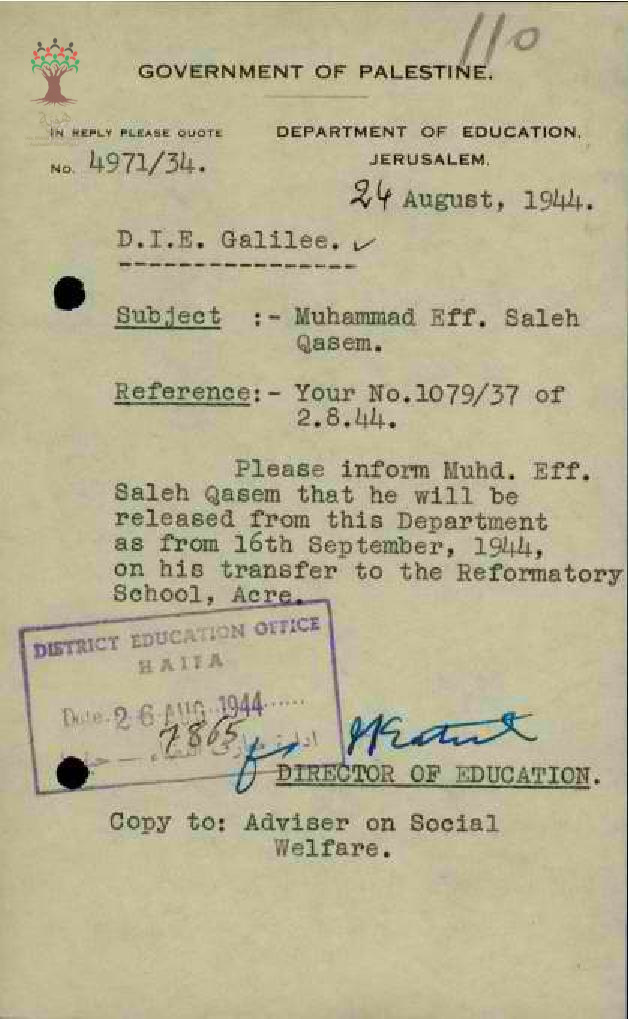 110
GOVERNMENT OF PALESTINE.
IN REPLY PLEASE QUOTE
No. 4971/34.
DEPARTMENT OF EDUCATION,
JERUSALEM.
24 August, 1944.
D.I.E. Galilee. ✓
Subject :- Muhammad Eff. Saleh
Qasem.
Reference:- Your No.1079/37 of
2.8.44.
Please inform Muhd. Eff.
Saleh Qasem that he will be
released from this Department
as from 16th September, 1944,
on his transfer to the Reformatory
School, Acre.
DISTRICT EDUCATION OFFICE
HAIFA
Date. 26 AUG 1944
7865
for
DIRECTOR OF EDUCATION.
Copy to: Adviser on Social
Welfare.